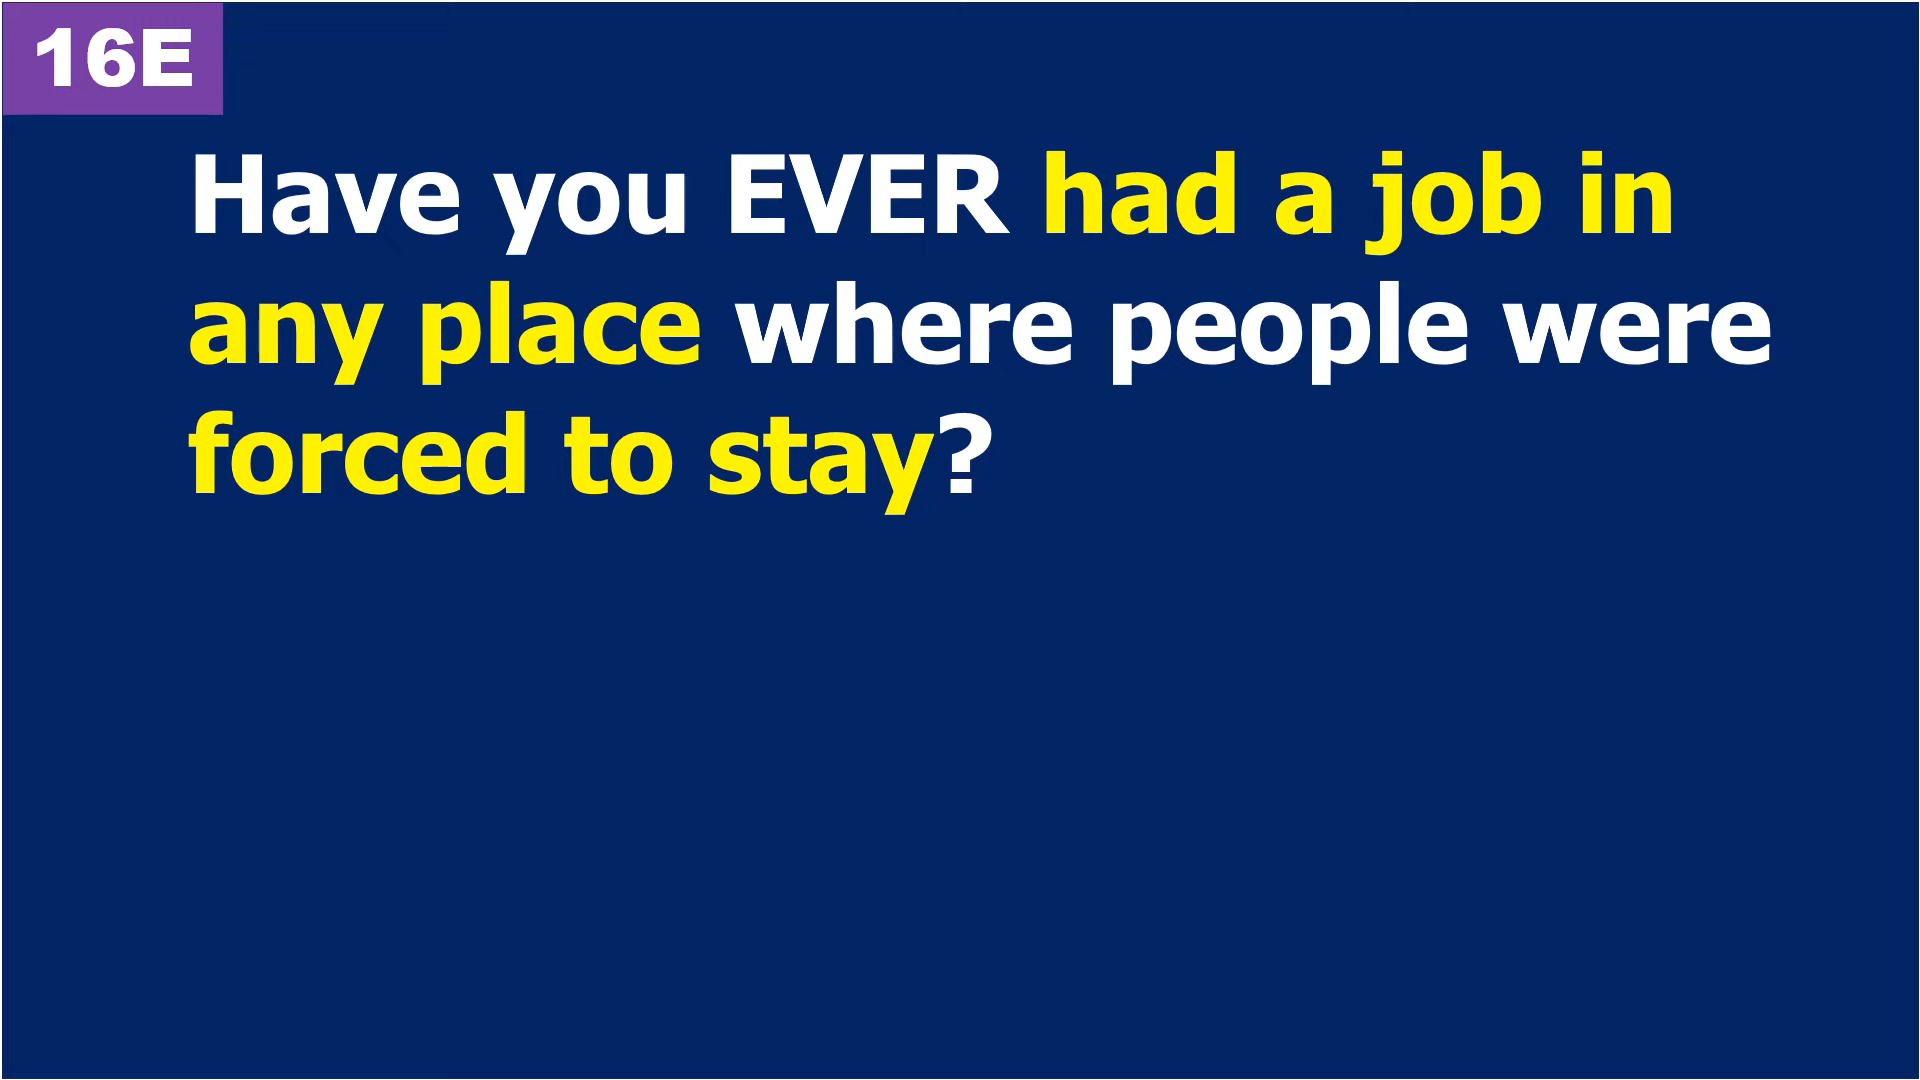 16E
Have you EVER had a job in
any place where people were
forced to stay?